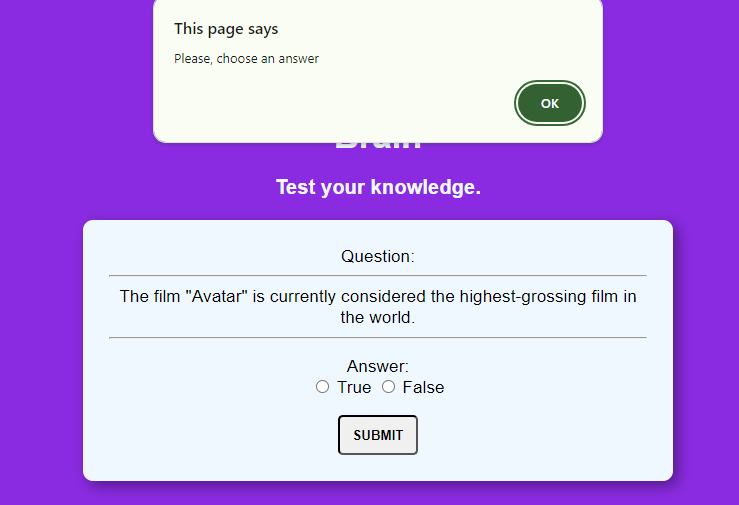 This page says
Please, choose an answer
OK
Brain
Test your knowledge.
Question:
The film "Avatar" is currently considered the highest-grossing film in
the world.
Answer:
True False
SUBMIT